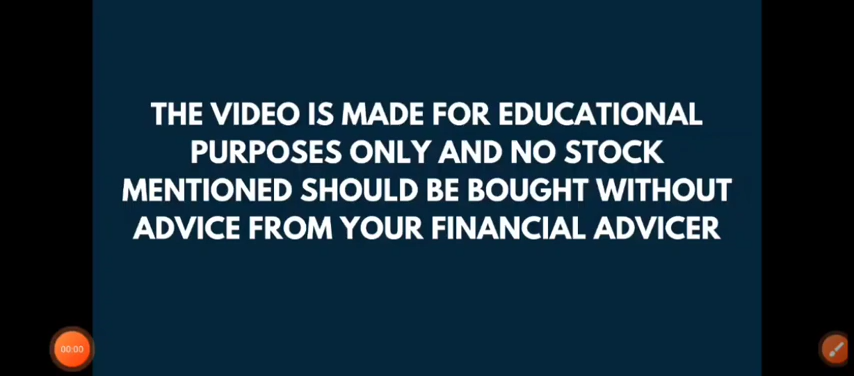 THE VIDEO IS MADE FOR EDUCATIONAL
PURPOSES ONLY AND NO STOCK
MENTIONED SHOULD BE BOUGHT WITHOUT
ADVICE FROM YOUR FINANCIAL ADVICER
00:00